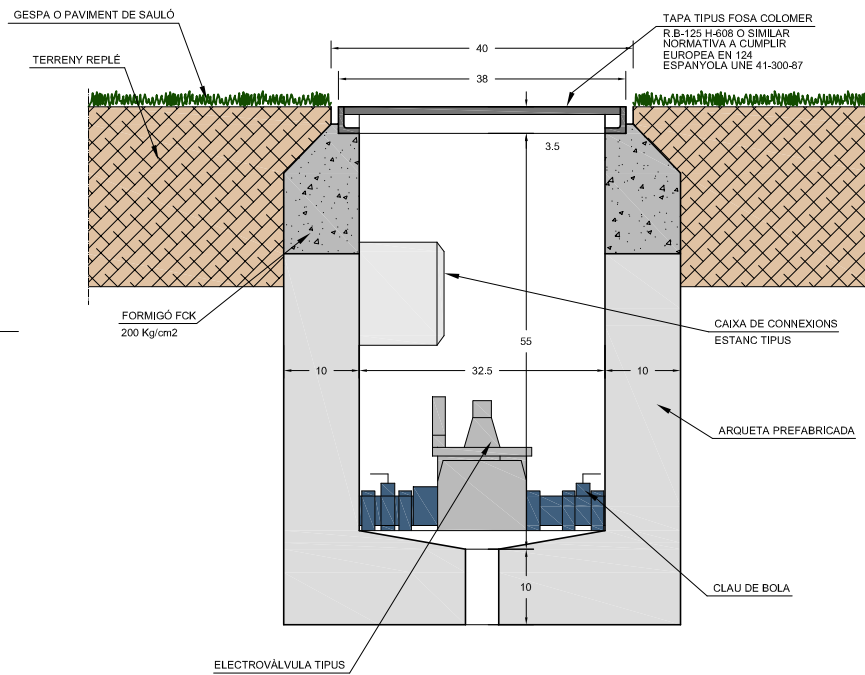 GESPA O PAVIMENT DE SAULÓ
TAPA TIPUS FOSA COLOMER
R.B-125 H-608 O SIMILAR
NORMATIVA A CUMPLIR
EUROPEA EN 124
ESPANYOLA UNE 41-300-87
40
TERRENY REPLÉ
38
3.5
FORMIGÓ FCK
200 Kg/cm2
CAIXA DE CONNEXIONS
ESTANC TIPUS
55
10
32.5
10
ARQUETA PREFABRICADA
10
CLAU DE BOLA
ELECTROVÀLVULA TIPUS